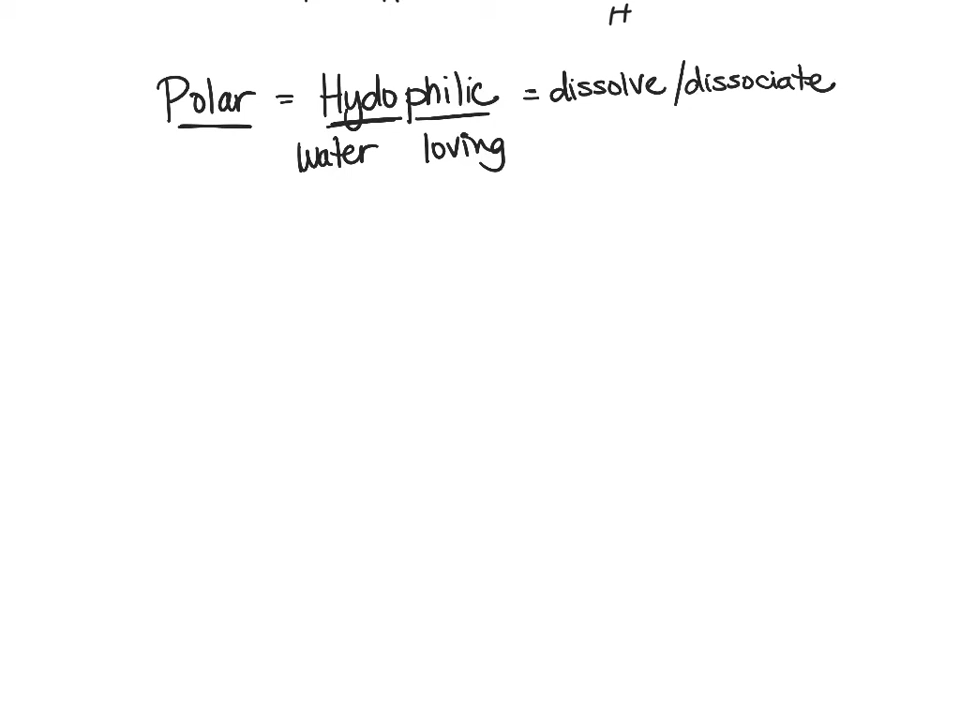 H
Polar = Hydophilic = dissolve/dissociate
water loving